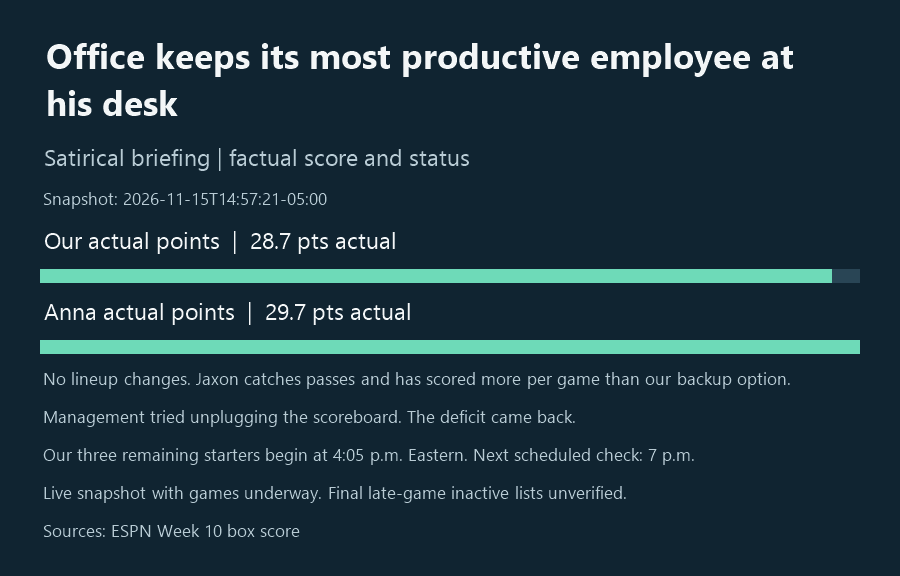 Office keeps its most productive employee at
his desk
Satirical briefing | factual score and status
Snapshot: 2026-11-15T14:57:21-05:00
Our actual points | 28.7 pts actual
Anna actual points | 29.7 pts actual
No lineup changes. Jaxon catches passes and has scored more per game than our backup option.
Management tried unplugging the scoreboard. The deficit came back.
Our three remaining starters begin at 4:05 p.m. Eastern. Next scheduled check: 7 p.m.
Live snapshot with games underway. Final late-game inactive lists unverified.
Sources: ESPN Week 10 box score